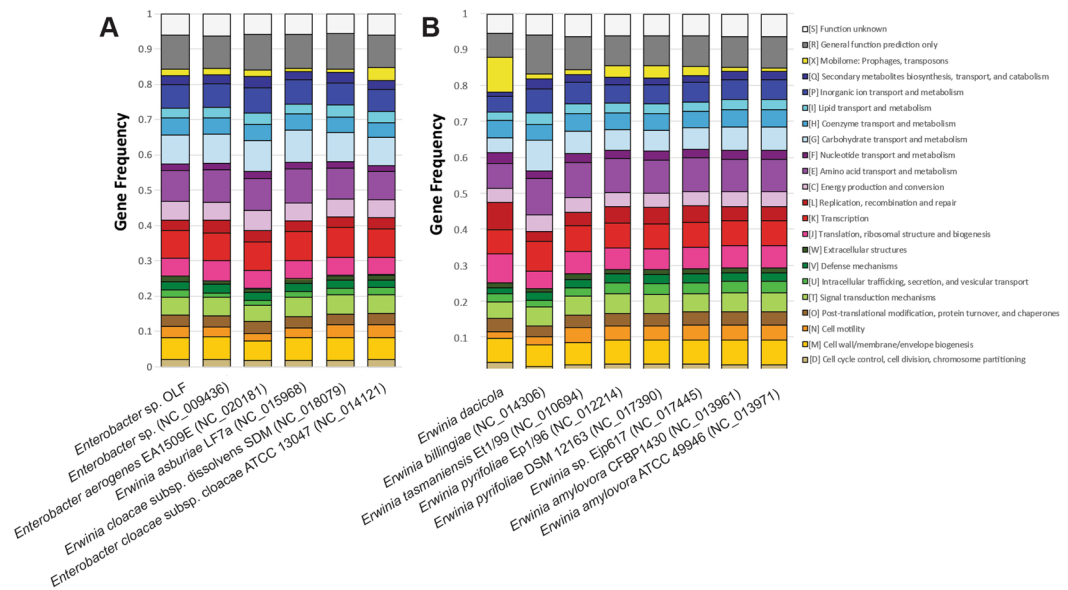 A
B
Gene Frequency
1
0.9
0.8
0.7
0.6
0.5
0.4
0.3
0.2
0.1
0
Enterobacter sp. OLF
Enterobacter sp. (NC_009436)
Enterobacter aerogenes EA1509E (NC_020181)
Erwinia asburiae LF7a (NC_015968)
Erwinia cloacae subsp. dissolvens SDM (NC_018079)
Enterobacter cloacae subsp. cloacae ATCC 13047 (NC_014121)
Gene Frequency
1
0.9
0.8
0.7
0.6
0.5
0.4
0.3
0.2
0.1
Erwinia dacicola
Erwinia billingiae (NC_014306)
Erwinia tasmaniensis Et1/99 (NC_010694)
Erwinia pyrifoliae Ep1/96 (NC_012214)
Erwinia pyrifoliae DSM 12163 (NC_017390)
Erwinia sp. Ejp617 (NC_017445)
Erwinia amylovora CFBP1430 (NC_013961)
Erwinia amylovora ATCC 49946 (NC_013971)
[S] Function unknown
[R] General function prediction only
[X] Mobilome: Prophages, transposons
[Q] Secondary metabolites biosynthesis, transport, and catabolism
[P] Inorganic ion transport and metabolism
[I] Lipid transport and metabolism
[H] Coenzyme transport and metabolism
[G] Carbohydrate transport and metabolism
[F] Nucleotide transport and metabolism
[E] Amino acid transport and metabolism
[C] Energy production and conversion
[L] Replication, recombination and repair
[K] Transcription
[J] Translation, ribosomal structure and biogenesis
[W] Extracellular structures
[V] Defense mechanisms
[U] Intracellular trafficking, secretion, and vesicular transport
[T] Signal transduction mechanisms
[O] Post-translational modification, protein turnover, and chaperones
[N] Cell motility
[M] Cell wall/membrane/envelope biogenesis
[D] Cell cycle control, cell division, chromosome partitioning